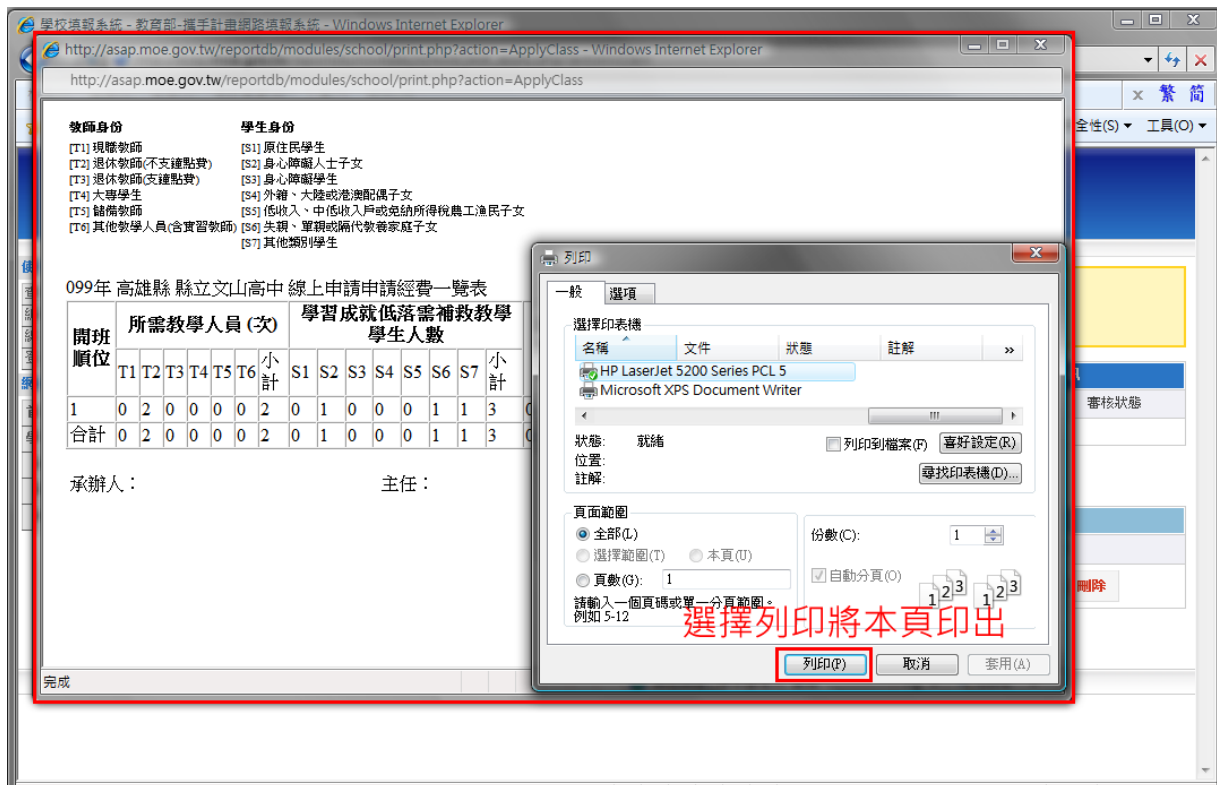 學校填報系統 - 教育部-攜手計畫網路填報系統 - Windows Internet Explorer
http://asap.moe.gov.tw/reportdb/modules/school/print.php?action=ApplyClass - Windows Internet Explorer
http://asap.moe.gov.tw/reportdb/modules/school/print.php?action=ApplyClass
x 繁 简
全性(S) 工具(O)
教師身份 學生身份
[T1] 現職教師 [S1] 原住民學生
[T2] 退休教師(不支鐘點費) [S2] 身心障礙人士子女
[T3] 退休教師(支鐘點費) [S3] 身心障礙學生
[T4] 大專學生 [S4] 外籍、大陸或港澳配偶子女
[T5] 儲備教師 [S5] 低收入、中低收入戶或免納所得稅農工漁民子女
[T6] 其他教學人員(含實習教師) [S6] 失親、單親或隔代教養家庭子女
[S7] 其他類別學生
099年 高雄縣 縣立文山高中 線上申請申請經費一覽表
開班順位 所需教學人員 (次) 學習成就低落需補救教學學生人數
T1 T2 T3 T4 T5 T6 小計 S1 S2 S3 S4 S5 S6 S7 小計
1 0 2 0 0 0 0 2 0 1 0 0 0 1 1 3 0
合計 0 2 0 0 0 0 2 0 1 0 0 0 1 1 3 0
承辦人： 主任：
完成
列印
一般 選項
選擇印表機
名稱 文件 狀態 註解 »
HP LaserJet 5200 Series PCL 5
Microsoft XPS Document Writer
狀態: 就緒 列印到檔案(F) 喜好設定(R)
位置:
註解: 尋找印表機(D)...
頁面範圍
全部(L) 份數(C): 1
選擇範圍(T) 本頁(U)
頁數(G): 1 自動分頁(O)
1 2 3 1 2 3
請輸入一個頁碼或單一分頁範圍。
例如 5-12
選擇列印將本頁印出
列印(P) 取消 套用(A)
審核狀態
刪除